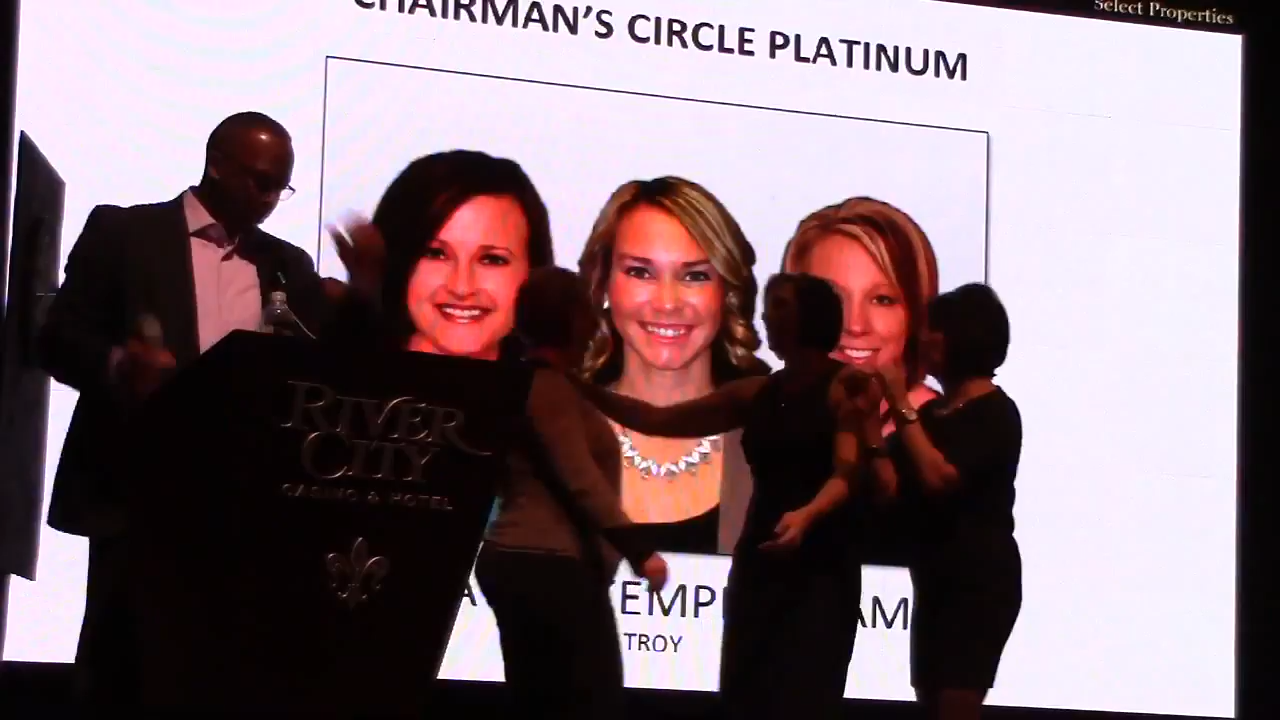 Select Properties
CHAIRMAN'S CIRCLE PLATINUM
RIVER
CITY
CASINO & HOTEL
TROY